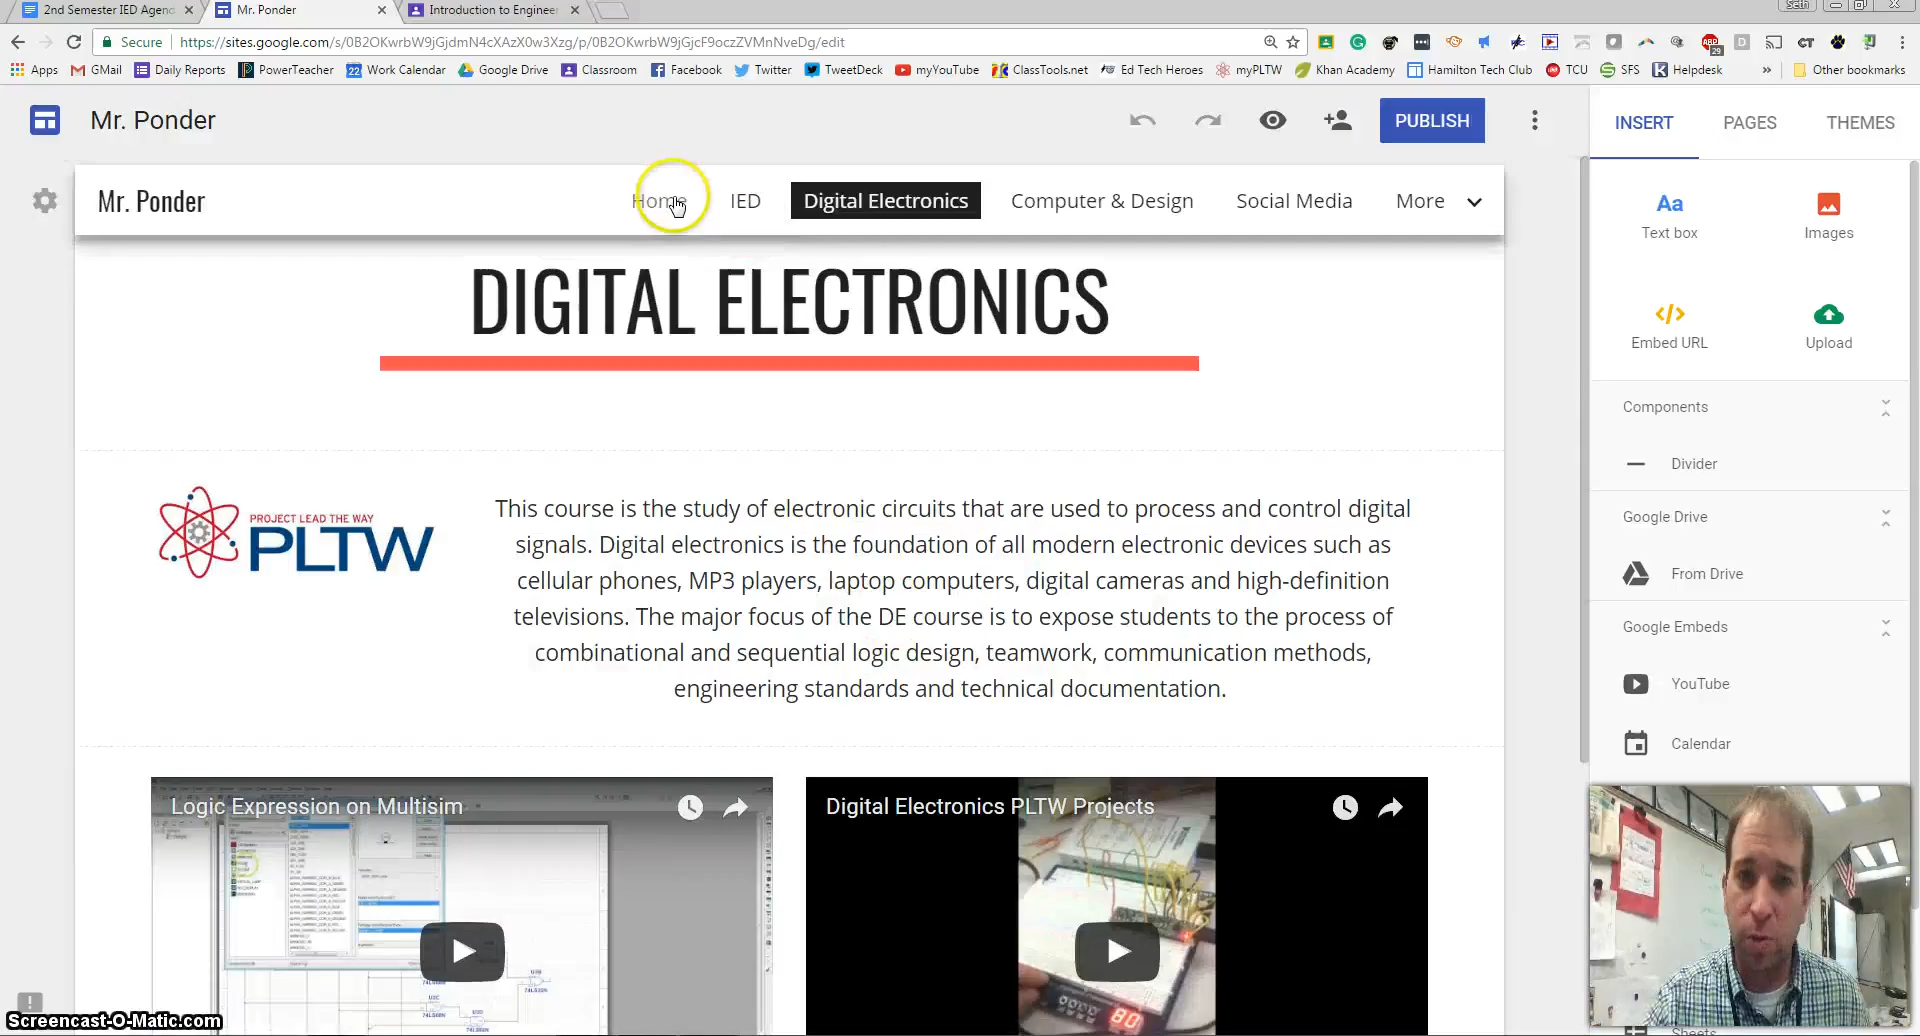 2nd Semester IED Agend
Mr. Ponder
Introduction to Engineer
Seth
Secure
https://sites.google.com/s/0B2OKwrbW9jGjdmN4cXAzX0w3Xzg/p/0B2OKwrbW9jGjcF9oczZVMnNveDg/edit
29
Apps
GMail
Daily Reports
PowerTeacher
22 Work Calendar
Google Drive
Classroom
Facebook
Twitter
TweetDeck
myYouTube
ClassTools.net
Ed Tech Heroes
myPLTW
Khan Academy
Hamilton Tech Club
TCU
SFS
Helpdesk
»
Other bookmarks
Mr. Ponder
PUBLISH
INSERT
PAGES
THEMES
Mr. Ponder
Home
IED
Digital Electronics
Computer & Design
Social Media
More
Aa
Text box
Images
Embed URL
Upload
DIGITAL ELECTRONICS
Components
Divider
Google Drive
From Drive
Google Embeds
YouTube
Calendar
PROJECT LEAD THE WAY
PLTW
This course is the study of electronic circuits that are used to process and control digital
signals. Digital electronics is the foundation of all modern electronic devices such as
cellular phones, MP3 players, laptop computers, digital cameras and high-definition
televisions. The major focus of the DE course is to expose students to the process of
combinational and sequential logic design, teamwork, communication methods,
engineering standards and technical documentation.
Logic Expression on Multisim
Digital Electronics PLTW Projects
80
Screencast-O-Matic.com
Sheets